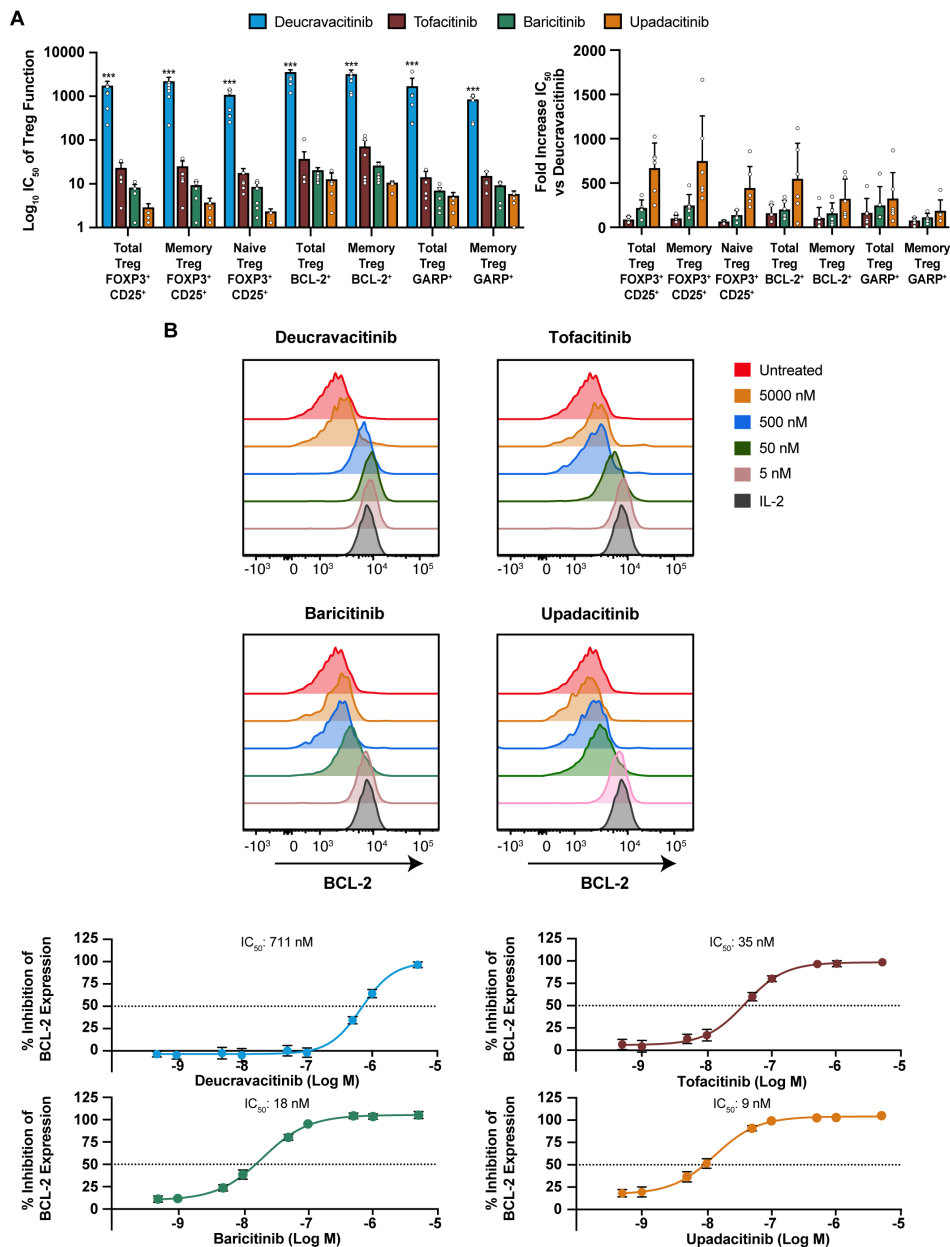 A
Deucravacitinib Tofacitinib Baricitinib Upadacitinib
Log₁₀ IC₅₀ of Treg Function
10000
1000
100
10
1
*** *** *** *** *** *** ***
Total Treg FOXP3⁺ CD25⁺
Memory Treg FOXP3⁺ CD25⁺
Naive Treg FOXP3⁺ CD25⁺
Total Treg BCL-2⁺
Memory Treg BCL-2⁺
Total Treg GARP⁺
Memory Treg GARP⁺
Fold Increase IC₅₀
vs Deucravacitinib
2000
1500
1000
500
0
Total Treg FOXP3⁺ CD25⁺
Memory Treg FOXP3⁺ CD25⁺
Naive Treg FOXP3⁺ CD25⁺
Total Treg BCL-2⁺
Memory Treg BCL-2⁺
Total Treg GARP⁺
Memory Treg GARP⁺
B
Deucravacitinib
-10³ 0 10³ 10⁴ 10⁵
Tofacitinib
-10³ 0 10³ 10⁴ 10⁵
Untreated
5000 nM
500 nM
50 nM
5 nM
IL-2
Baricitinib
-10³ 0 10³ 10⁴ 10⁵
BCL-2
Upadacitinib
-10³ 0 10³ 10⁴ 10⁵
BCL-2
% Inhibition of
BCL-2 Expression
125
100
75
50
25
0
IC₅₀: 711 nM
-9 -8 -7 -6 -5
Deucravacitinib (Log M)
% Inhibition of
BCL-2 Expression
125
100
75
50
25
0
IC₅₀: 35 nM
-9 -8 -7 -6 -5
Tofacitinib (Log M)
% Inhibition of
BCL-2 Expression
125
100
75
50
25
0
IC₅₀: 18 nM
-9 -8 -7 -6 -5
Baricitinib (Log M)
% Inhibition of
BCL-2 Expression
125
100
75
50
25
0
IC₅₀: 9 nM
-9 -8 -7 -6 -5
Upadacitinib (Log M)